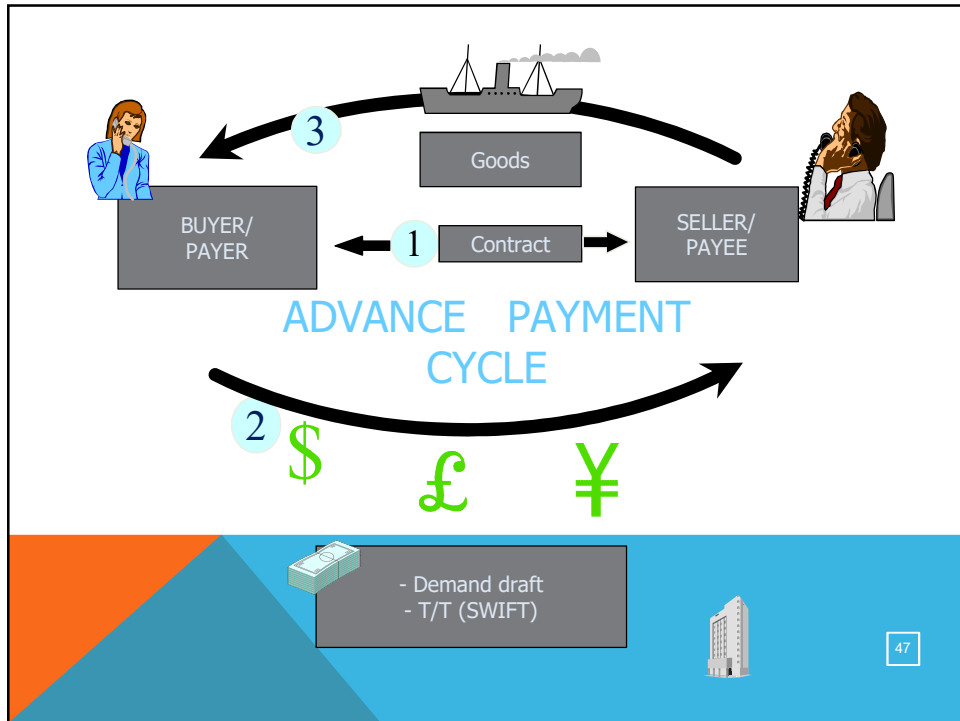 3
Goods
BUYER/
PAYER
1
Contract
SELLER/
PAYEE
ADVANCE PAYMENT
CYCLE
2
$ £ ¥
- Demand draft
- T/T (SWIFT)
47